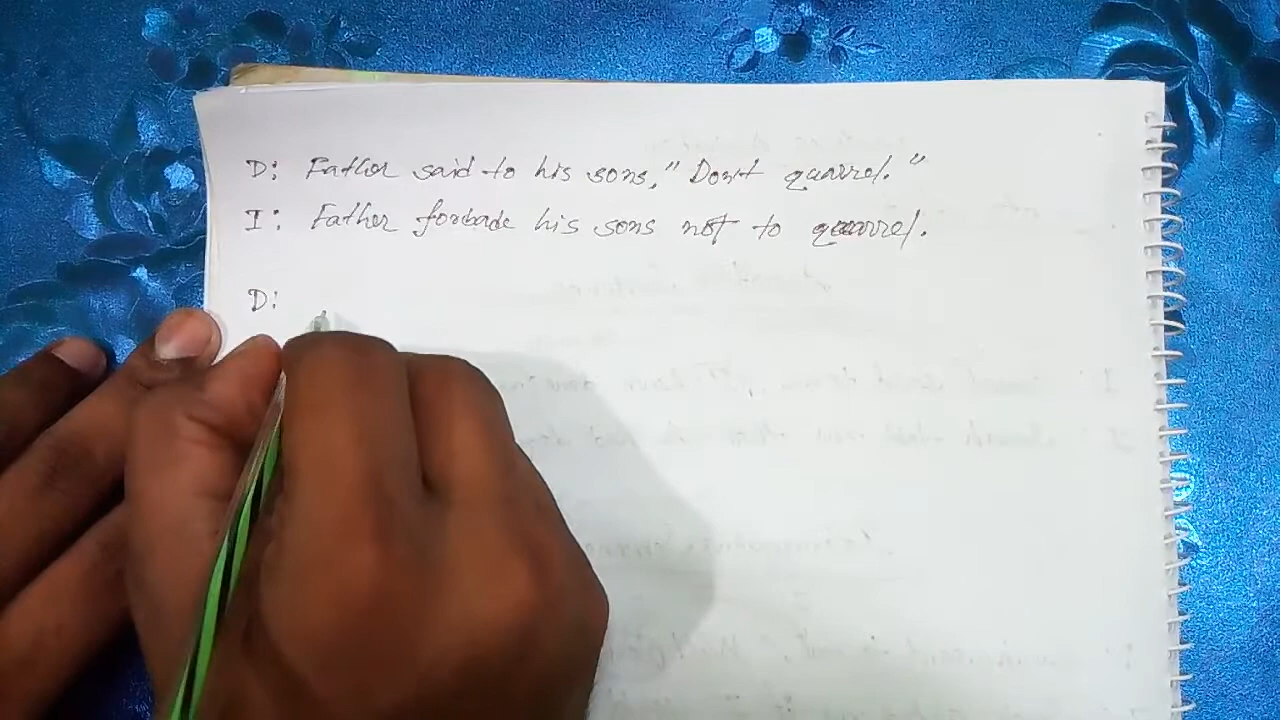 D: Father said to his sons, "Don't quarrel."
I: Father forbade his sons not to quarrel.
D: